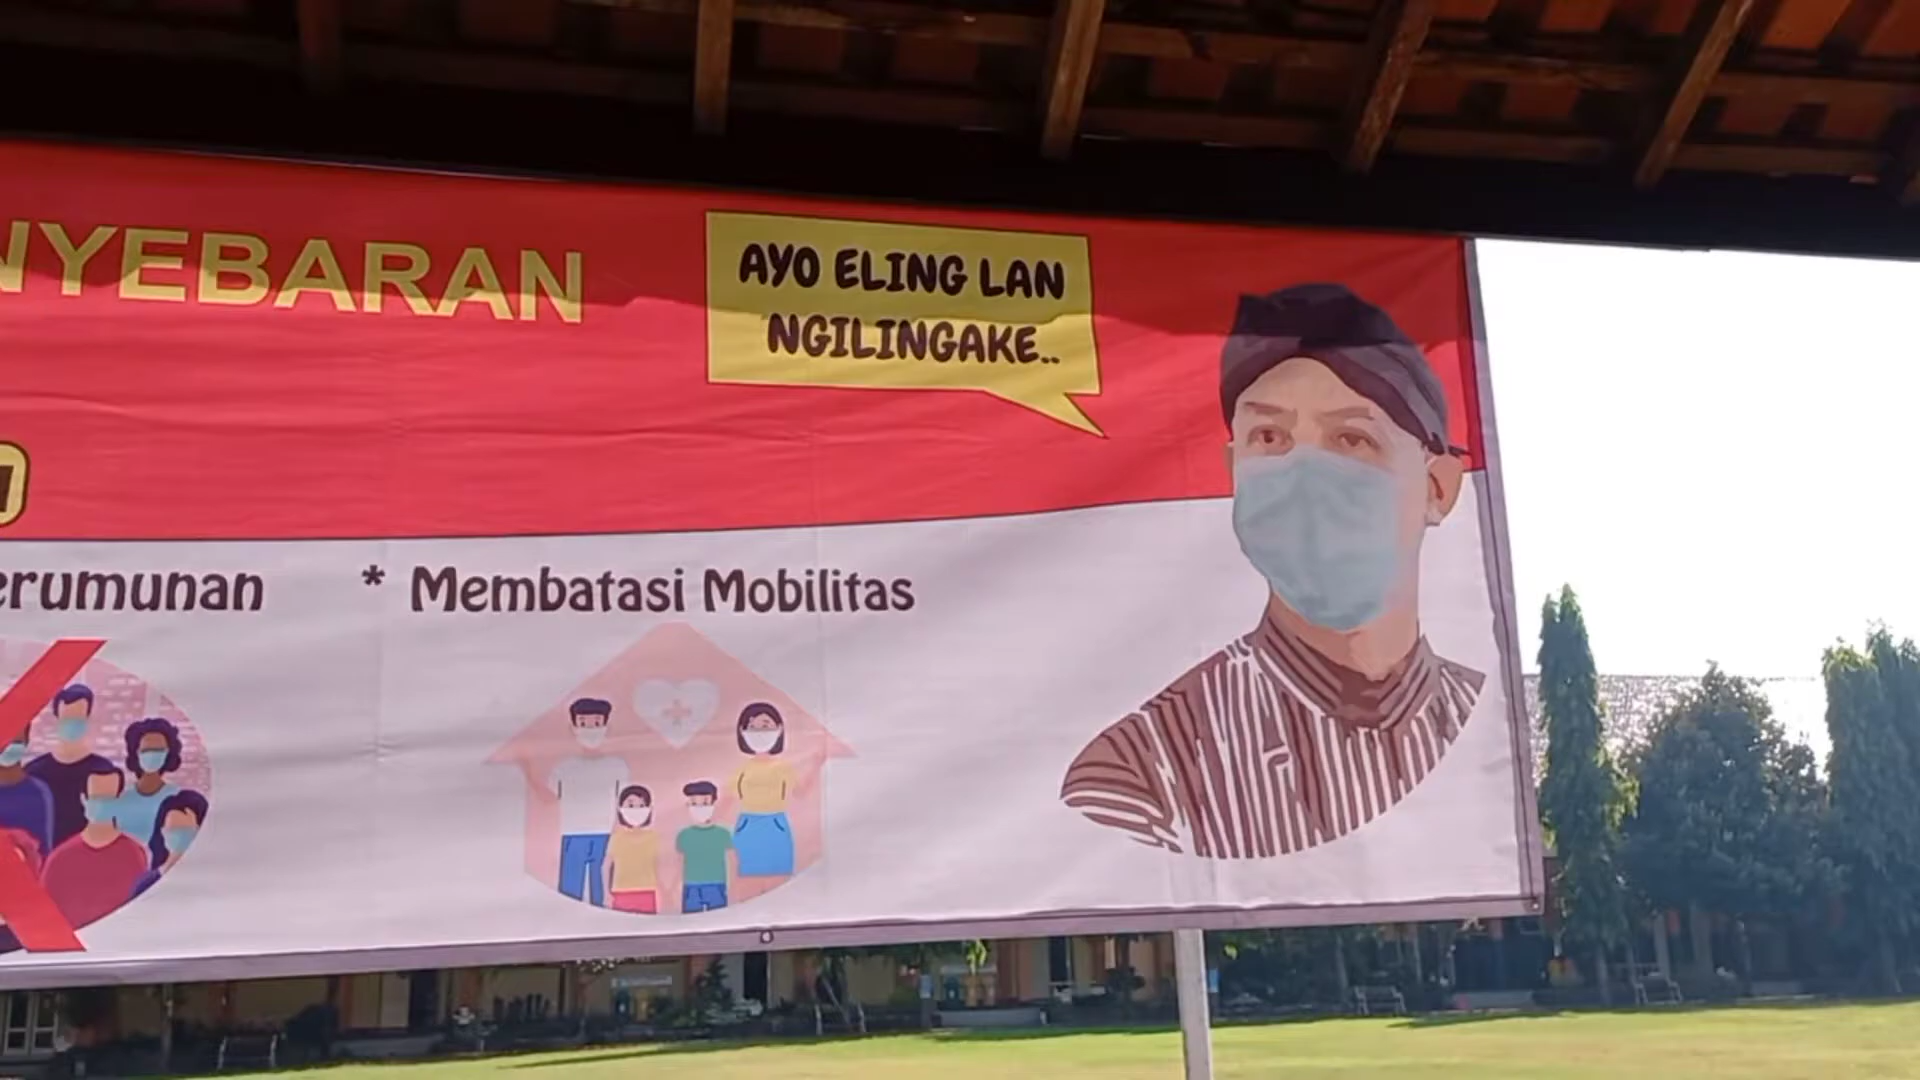 NYEBARAN
AYO ELING LAN
NGILINGAKE..
erumunan
* Membatasi Mobilitas